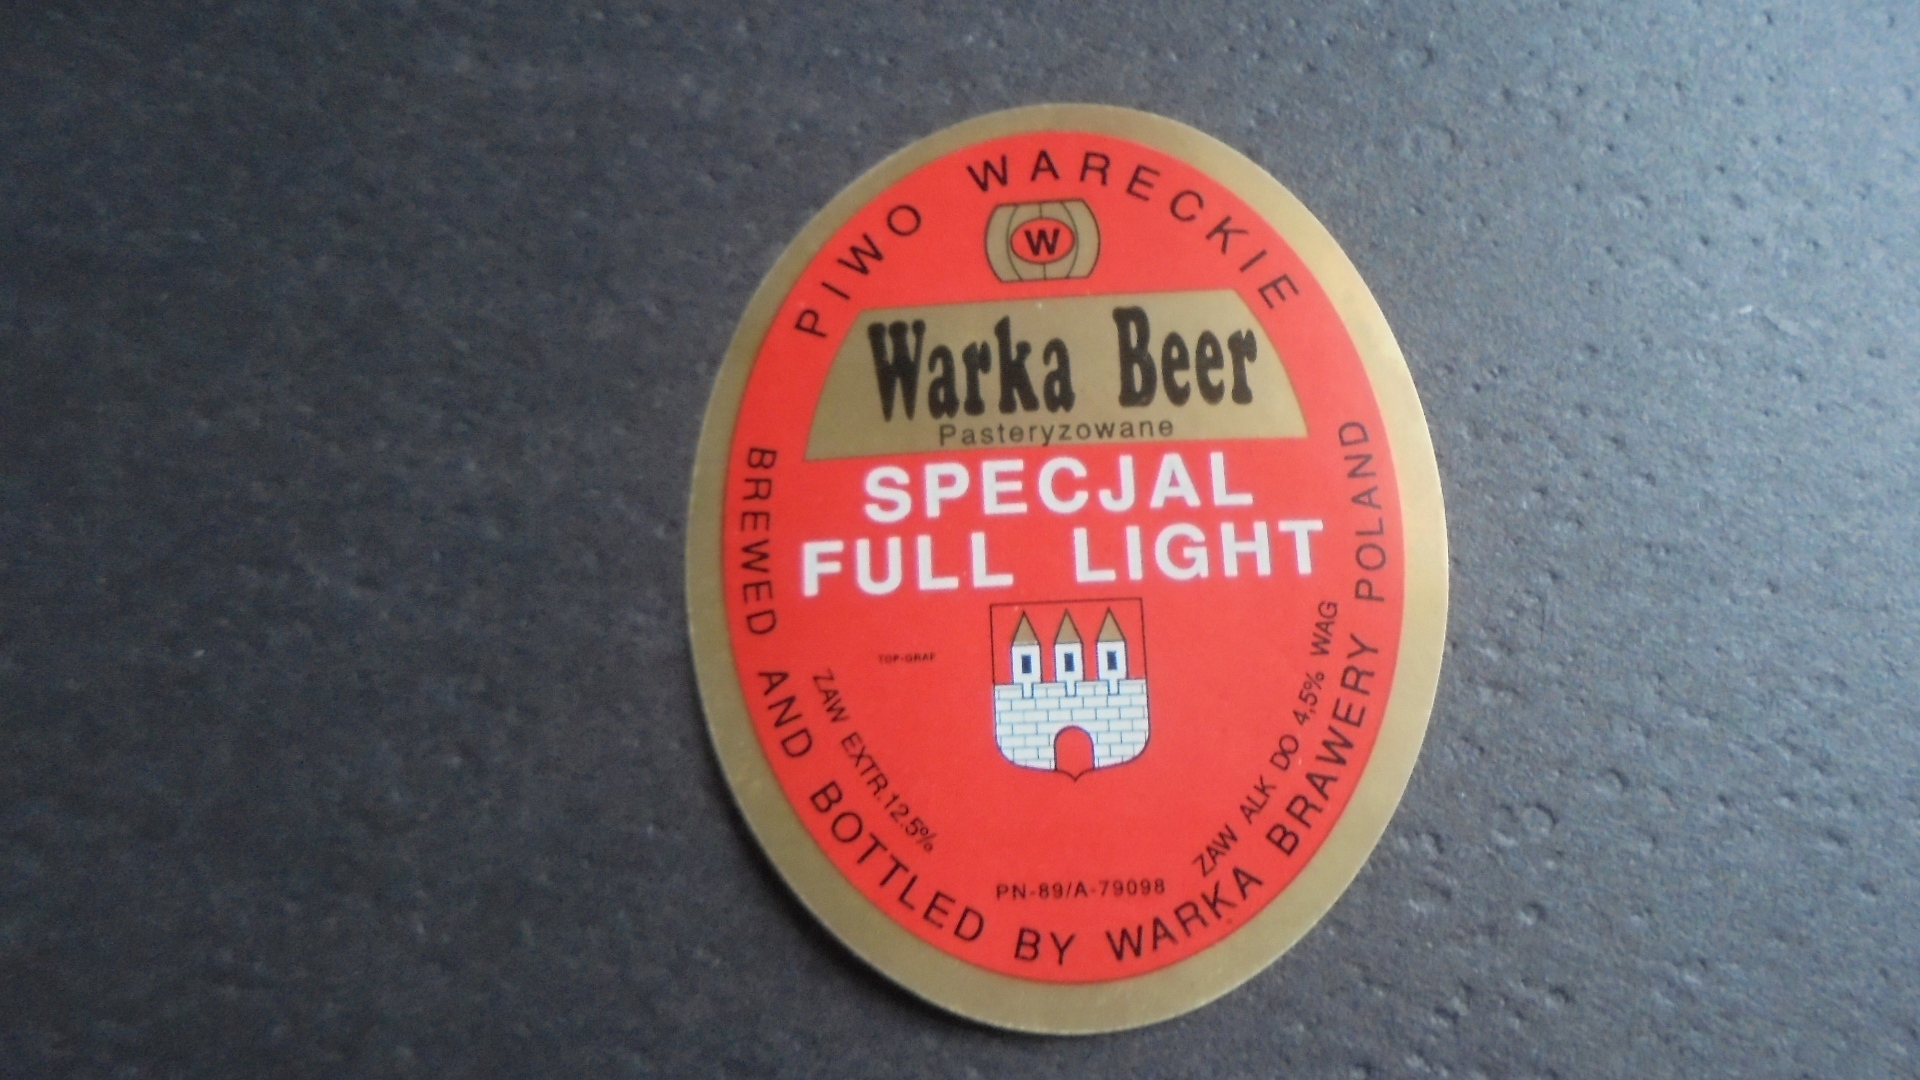 PIWO WARECKIE
W
Warka Beer
Pasteryzowane
SPECJAL
FULL LIGHT
TOP-GRAF
ZAW EXTR.12.5%
ZAW ALK DO 4,5% WAG
PN-89/A-79098
BREWED AND BOTTLED BY WARKA BRAWERY POLAND